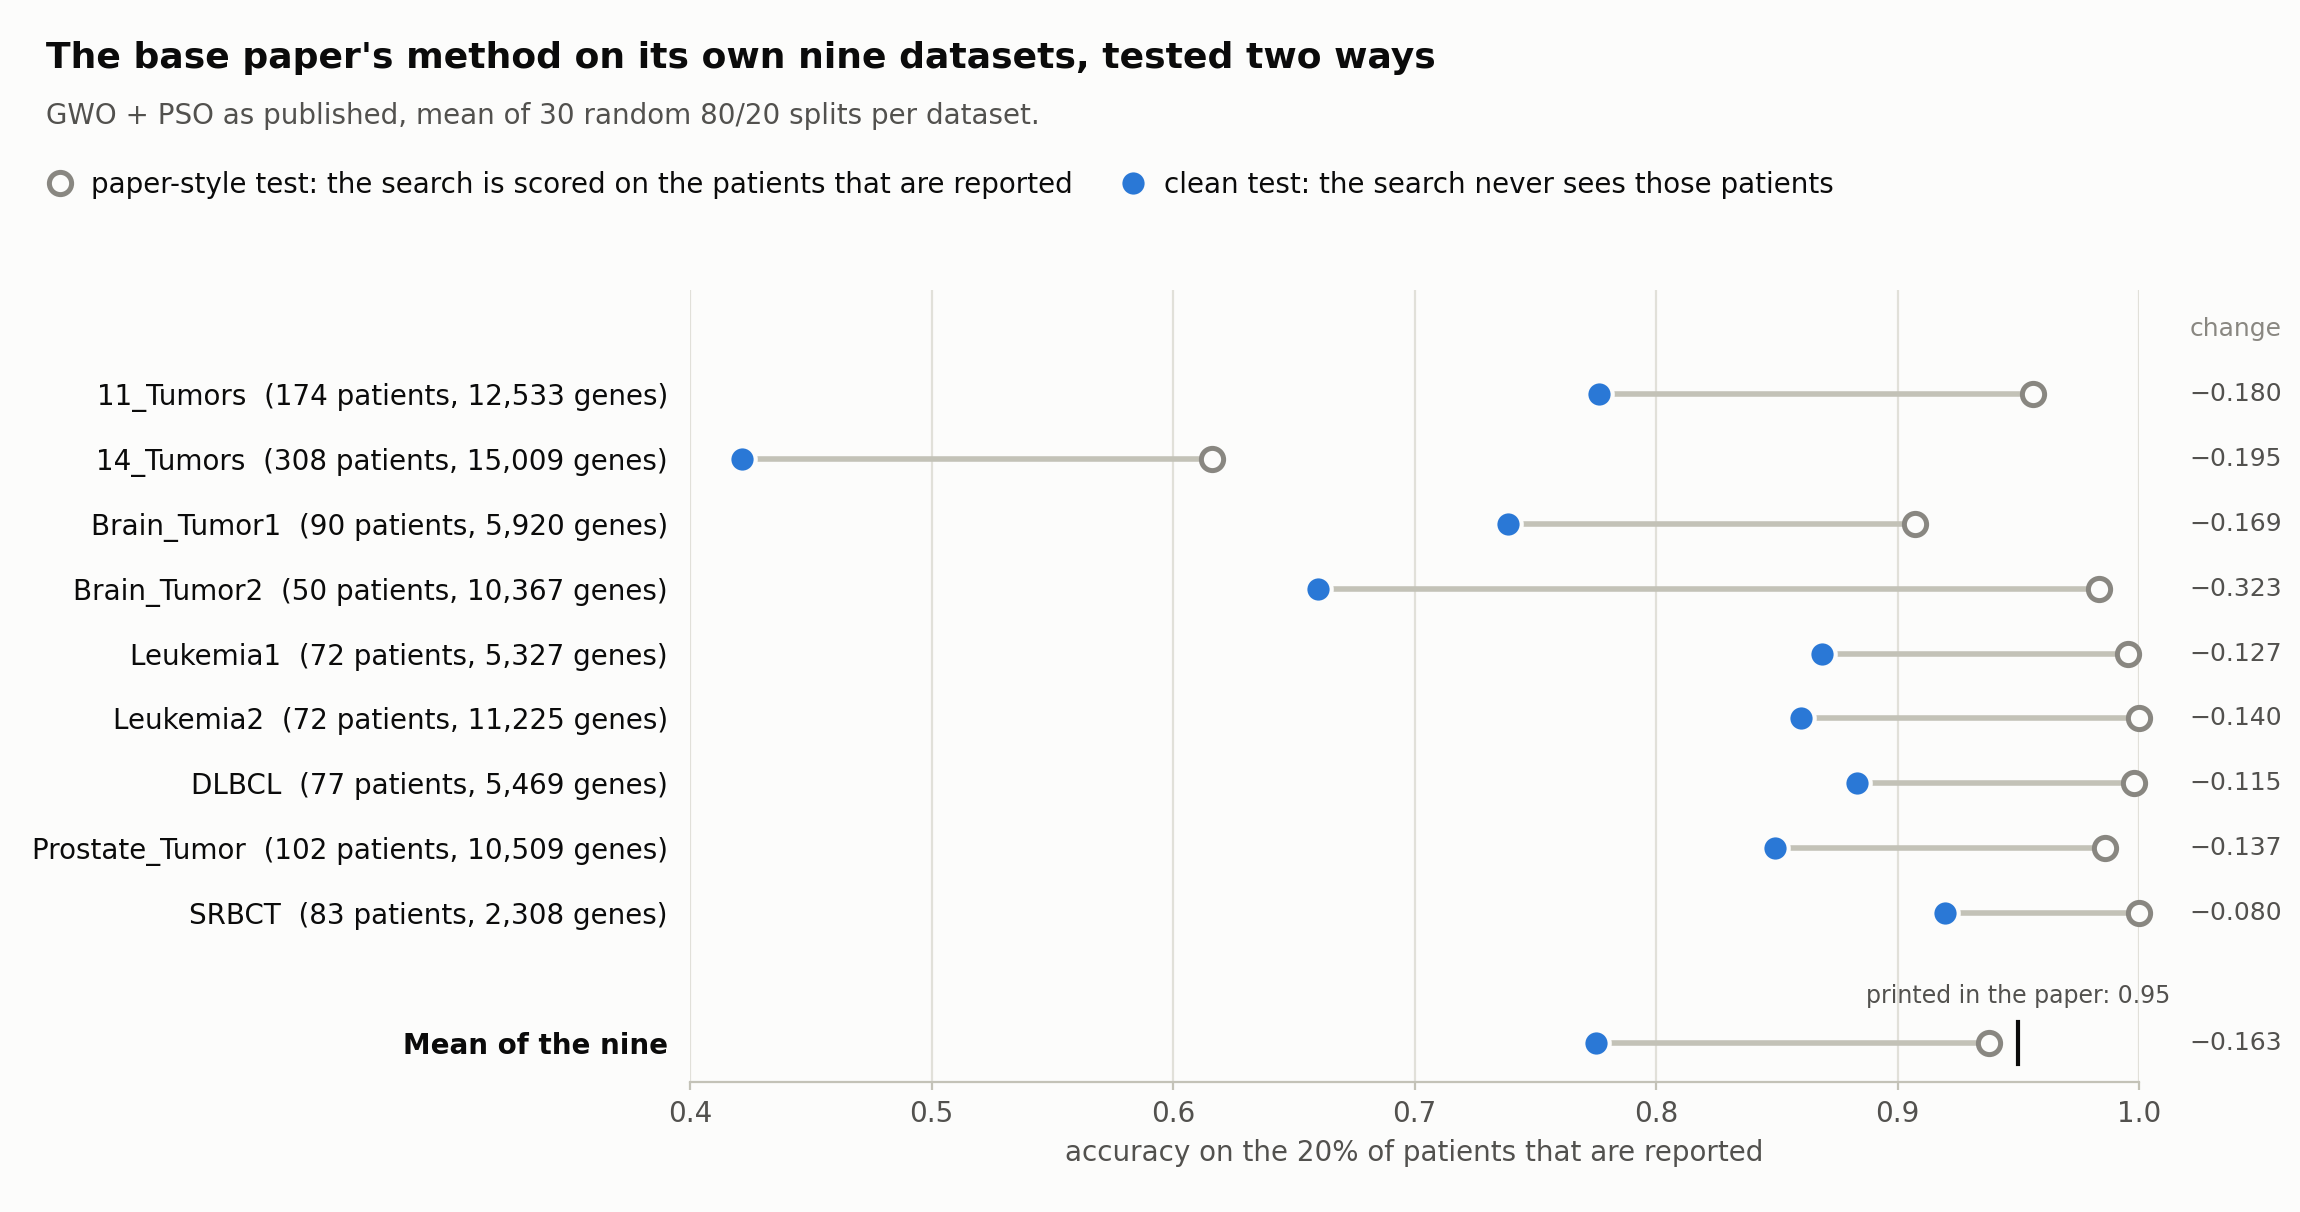 The base paper's method on its own nine datasets, tested two ways
GWO + PSO as published, mean of 30 random 80/20 splits per dataset.
paper-style test: the search is scored on the patients that are reported
clean test: the search never sees those patients
change
11_Tumors (174 patients, 12,533 genes) −0.180
14_Tumors (308 patients, 15,009 genes) −0.195
Brain_Tumor1 (90 patients, 5,920 genes) −0.169
Brain_Tumor2 (50 patients, 10,367 genes) −0.323
Leukemia1 (72 patients, 5,327 genes) −0.127
Leukemia2 (72 patients, 11,225 genes) −0.140
DLBCL (77 patients, 5,469 genes) −0.115
Prostate_Tumor (102 patients, 10,509 genes) −0.137
SRBCT (83 patients, 2,308 genes) −0.080
printed in the paper: 0.95
Mean of the nine −0.163
0.4 0.5 0.6 0.7 0.8 0.9 1.0
accuracy on the 20% of patients that are reported